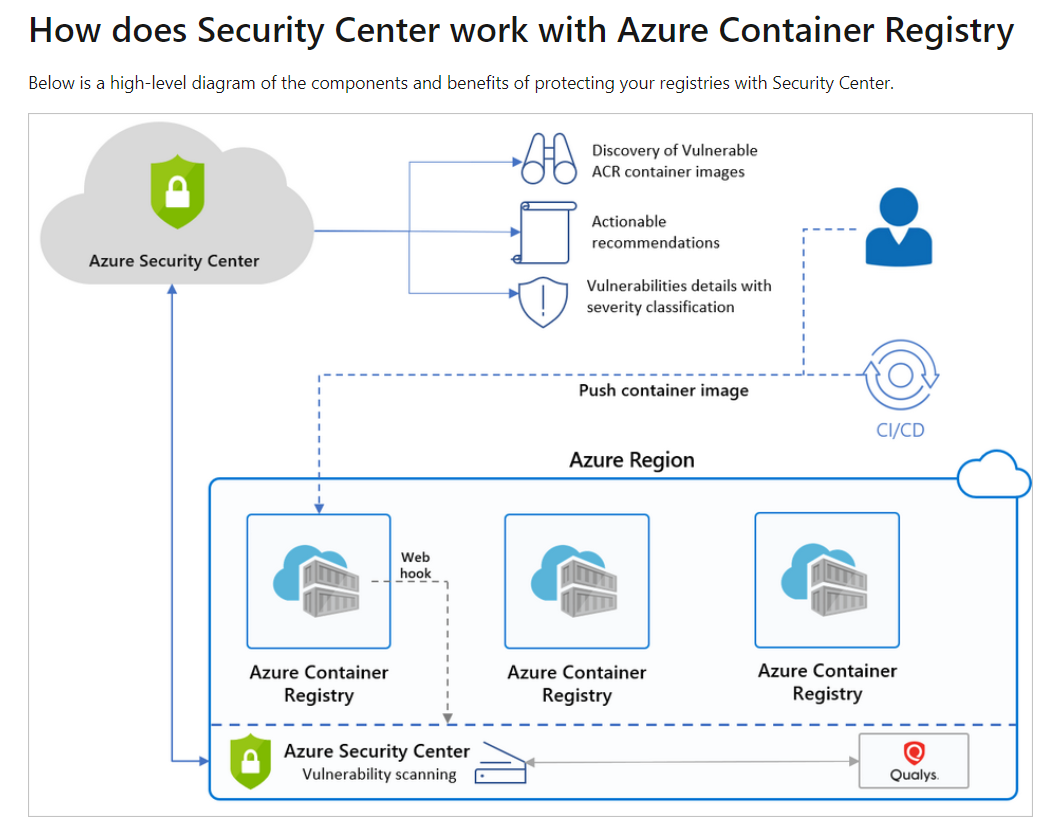 How does Security Center work with Azure Container Registry
Below is a high-level diagram of the components and benefits of protecting your registries with Security Center.
Azure Security Center
Discovery of Vulnerable
ACR container images
Actionable
recommendations
Vulnerabilities details with
severity classification
Push container image
CI/CD
Azure Region
Web
hook
Azure Container
Registry
Azure Container
Registry
Azure Container
Registry
Azure Security Center
Vulnerability scanning
Qualys.